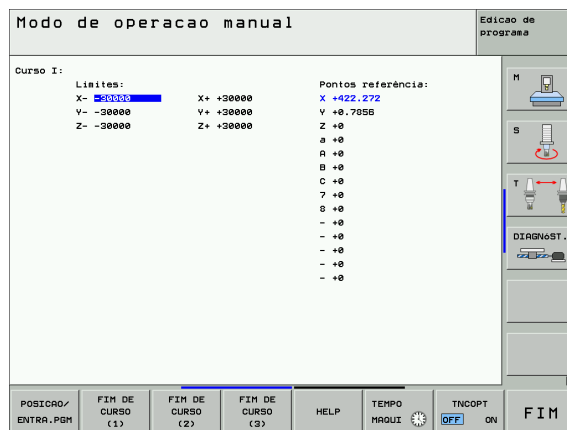 Modo de operacao manual
Edicao de
programa
Curso I:
Limites: Pontos referência:
X- -30000 X+ +30000 X +422.272
Y- -30000 Y+ +30000 Y +0.7856
Z- -30000 Z+ +30000 Z +0
a +0
A +0
B +0
C +0
7 +0
8 +0
- +0
- +0
- +0
- +0
- +0
M
S
T
DIAGNóST.
POSICAO/
ENTRA.PGM
FIM DE
CURSO
(1)
FIM DE
CURSO
(2)
FIM DE
CURSO
(3)
HELP
TEMPO
MAQUI
TNCOPT
OFF ON
FIM